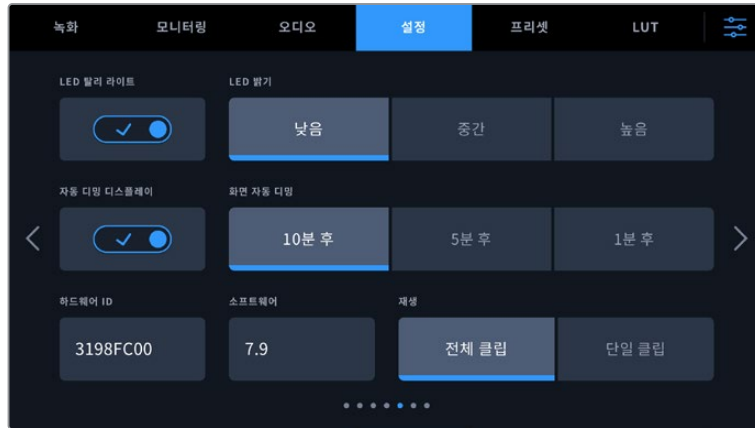 녹화 모니터링 오디오 설정 프리셋 LUT
LED 탈리 라이트 LED 밝기
낮음 중간 높음
자동 디밍 디스플레이 화면 자동 디밍
10분 후 5분 후 1분 후
하드웨어 ID 소프트웨어 재생
3198FC00 7.9 전체 클립 단일 클립